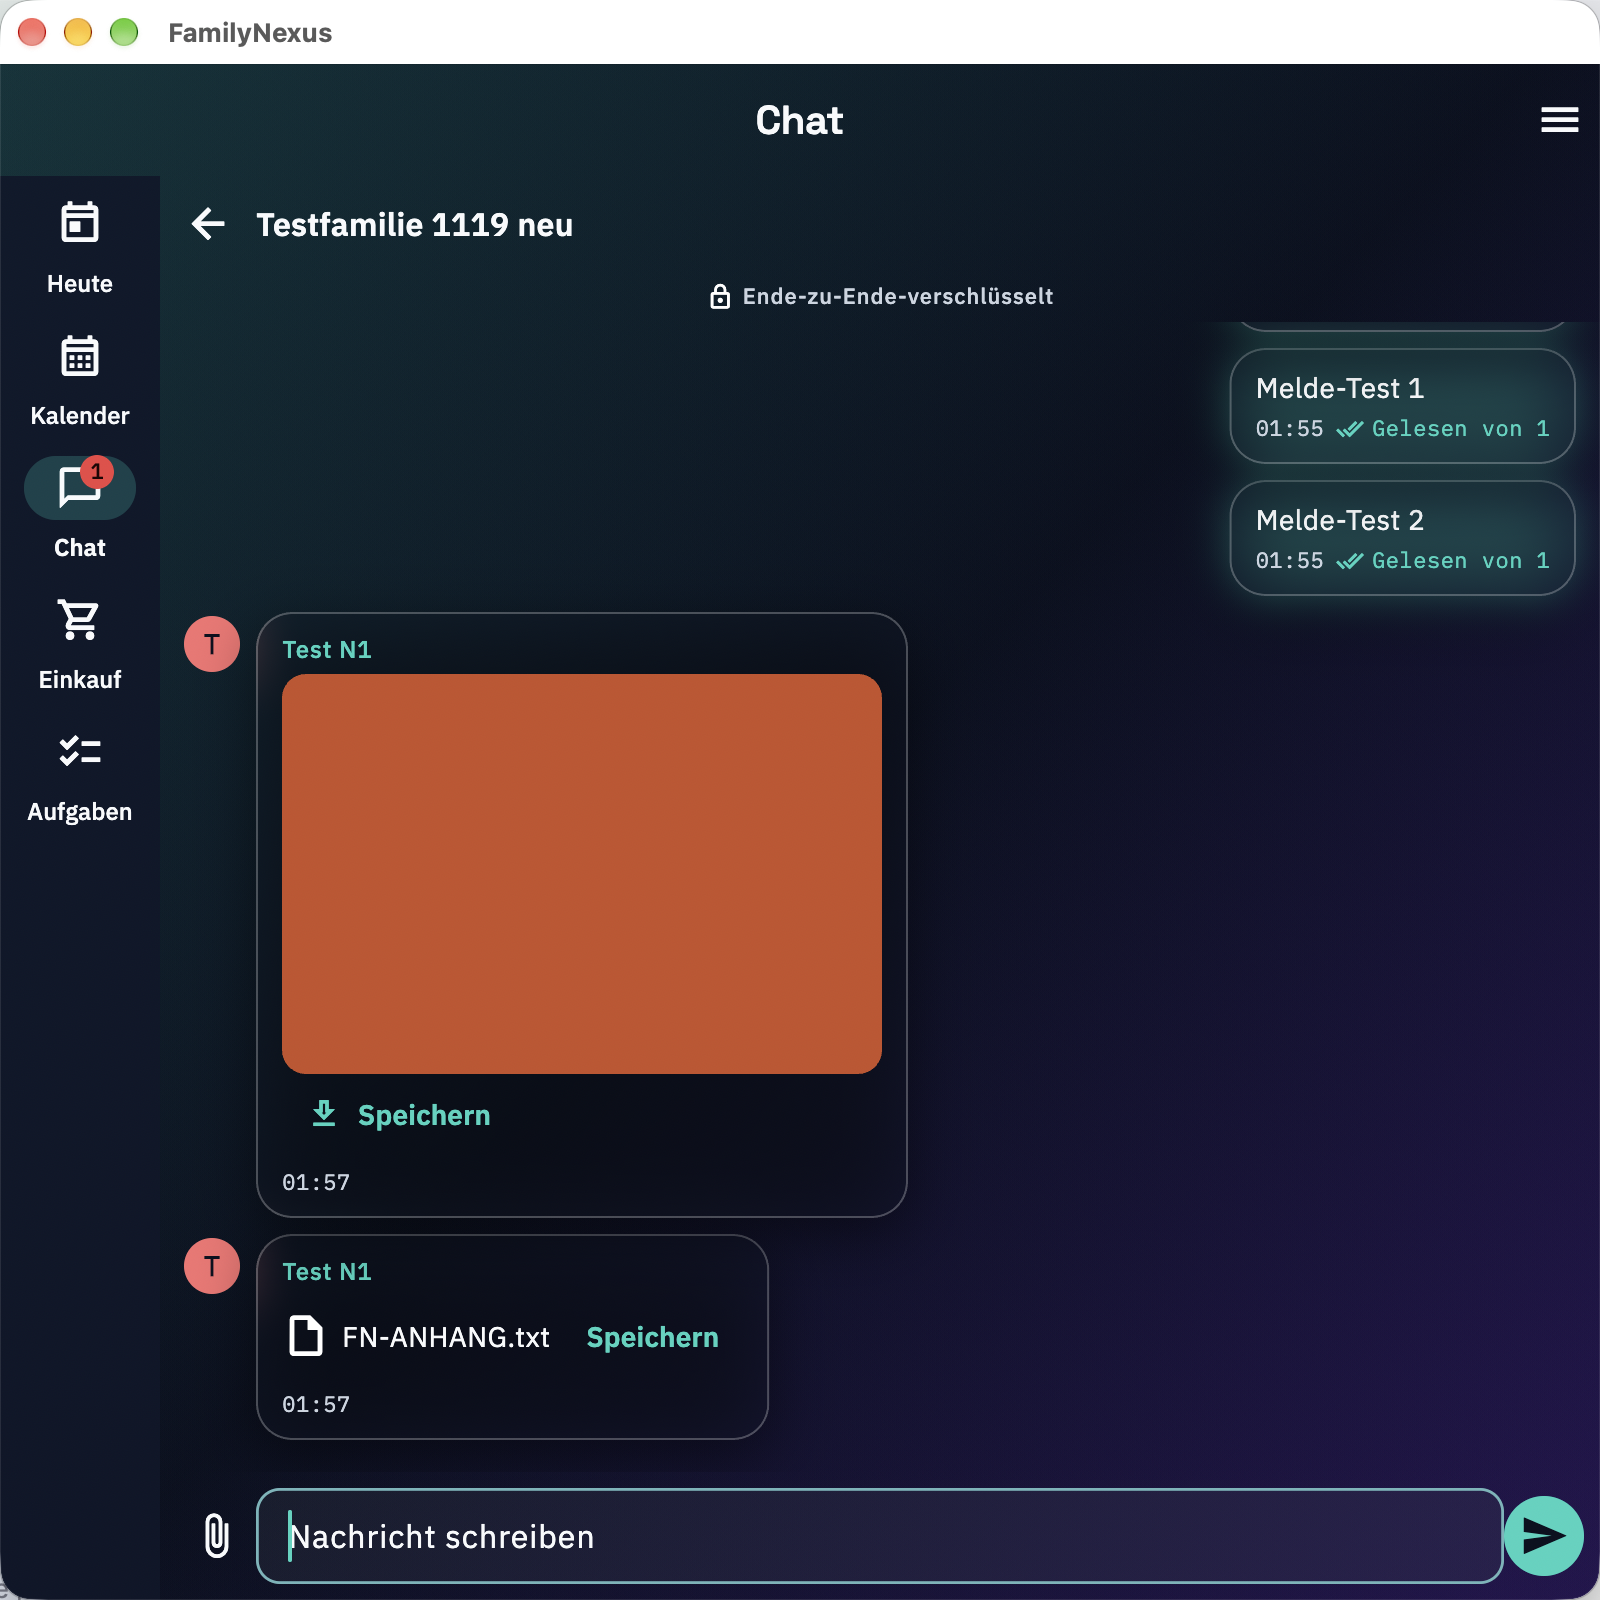 FamilyNexus
Chat
Testfamilie 1119 neu
Ende-zu-Ende-verschlüsselt
Heute
Kalender
1
Chat
Einkauf
Aufgaben
Melde-Test 1
01:55 Gelesen von 1
Melde-Test 2
01:55 Gelesen von 1
T
Test N1
Speichern
01:57
T
Test N1
FN-ANHANG.txt Speichern
01:57
Nachricht schreiben